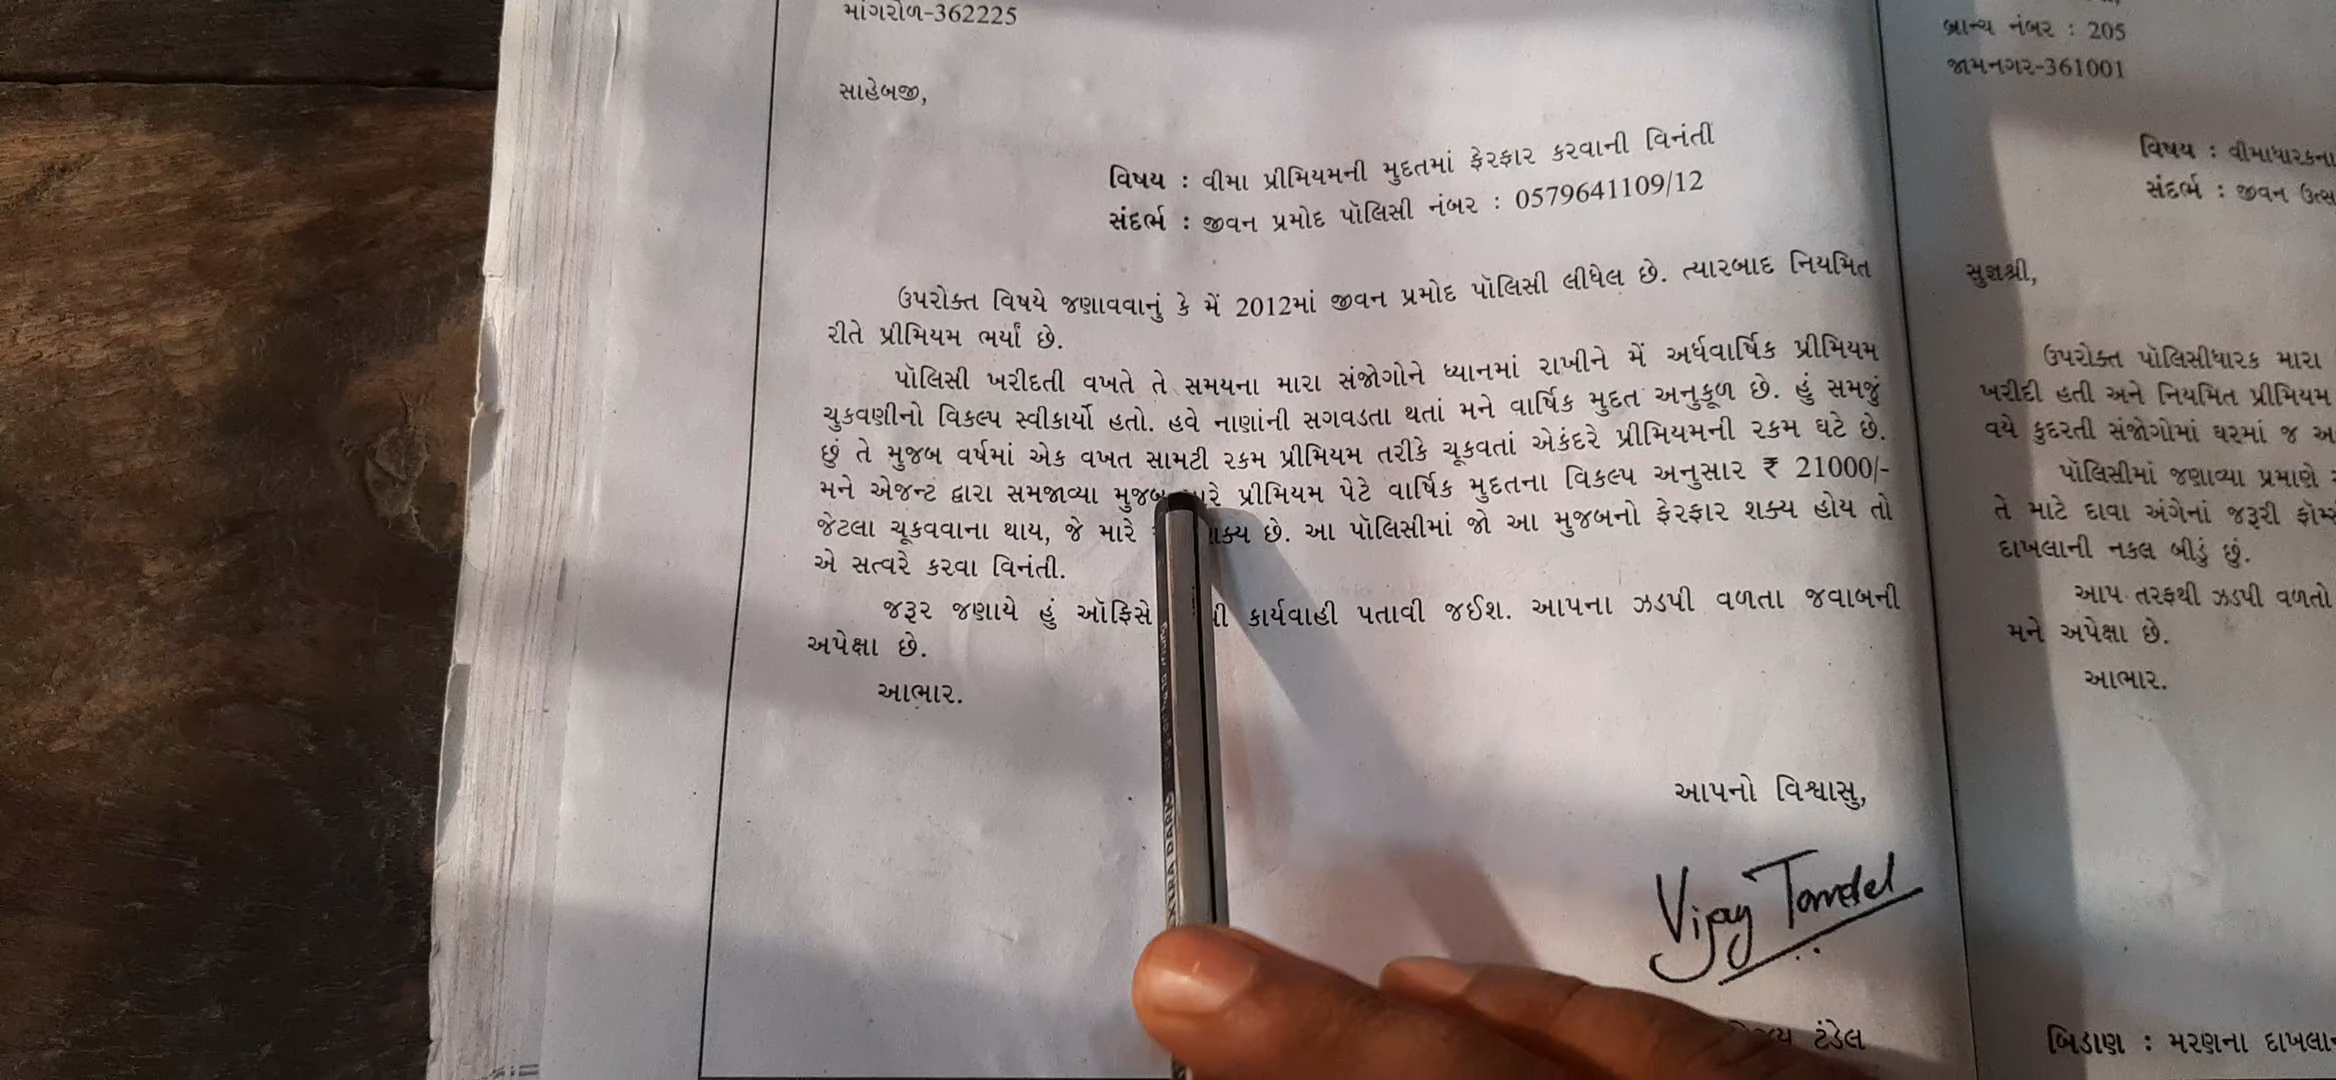 માંગરોળ-362225
સાહેબજી,
વિષય : વીમા પ્રીમિયમની મુદતમાં ફેરફાર કરવાની વિનંતી
સંદર્ભ : જીવન પ્રમોદ પૉલિસી નંબર : 0579641109/12
ઉપરોક્ત વિષયે જણાવવાનું કે મેં 2012માં જીવન પ્રમોદ પૉલિસી લીધેલ છે. ત્યારબાદ નિયમિત
રીતે પ્રીમિયમ ભર્યાં છે.
પૉલિસી ખરીદતી વખતે તે સમયના મારા સંજોગોને ધ્યાનમાં રાખીને મેં અર્ધવાર્ષિક પ્રીમિયમ
ચુકવણીનો વિકલ્પ સ્વીકાર્યો હતો. હવે નાણાંની સગવડતા થતાં મને વાર્ષિક મુદત અનુકૂળ છે. હું સમજું
છું તે મુજબ વર્ષમાં એક વખત સામટી રકમ પ્રીમિયમ તરીકે ચૂકવતાં એકંદરે પ્રીમિયમની રકમ ઘટે છે.
મને એજન્ટ દ્વારા સમજાવ્યા મુજબ પ્રીમિયમ પેટે વાર્ષિક મુદતના વિકલ્પ અનુસાર ₹ 21000/-
જેટલા ચૂકવવાના થાય, જે મારે છે. આ પૉલિસીમાં જો આ મુજબનો ફેરફાર શક્ય હોય તો
એ સત્વરે કરવા વિનંતી.
જરૂર જણાયે હું ઑફિસે કાર્યવાહી પતાવી જઈશ. આપના ઝડપી વળતા જવાબની
અપેક્ષા છે.
આભાર.
આપનો વિશ્વાસુ,
Vijay Tandel
ટંડેલ
EXTRA DARK
બ્રાન્ચ નંબર : 205
જામનગર-361001
વિષય : વીમાધારકના
સંદર્ભ : જીવન
સુજ્ઞશ્રી,
ઉપરોક્ત પૉલિસીધારક મારા
ખરીદી હતી અને નિયમિત પ્રીમિયમ
વયે કુદરતી સંજોગોમાં ઘરમાં જ
પૉલિસીમાં જણાવ્યા પ્રમાણે
તે માટે દાવા અંગેનાં જરૂરી
દાખલાની નકલ બીડું છું.
આપ તરફથી ઝડપી વળતો
મને અપેક્ષા છે.
આભાર.
બિડાણ : મરણના